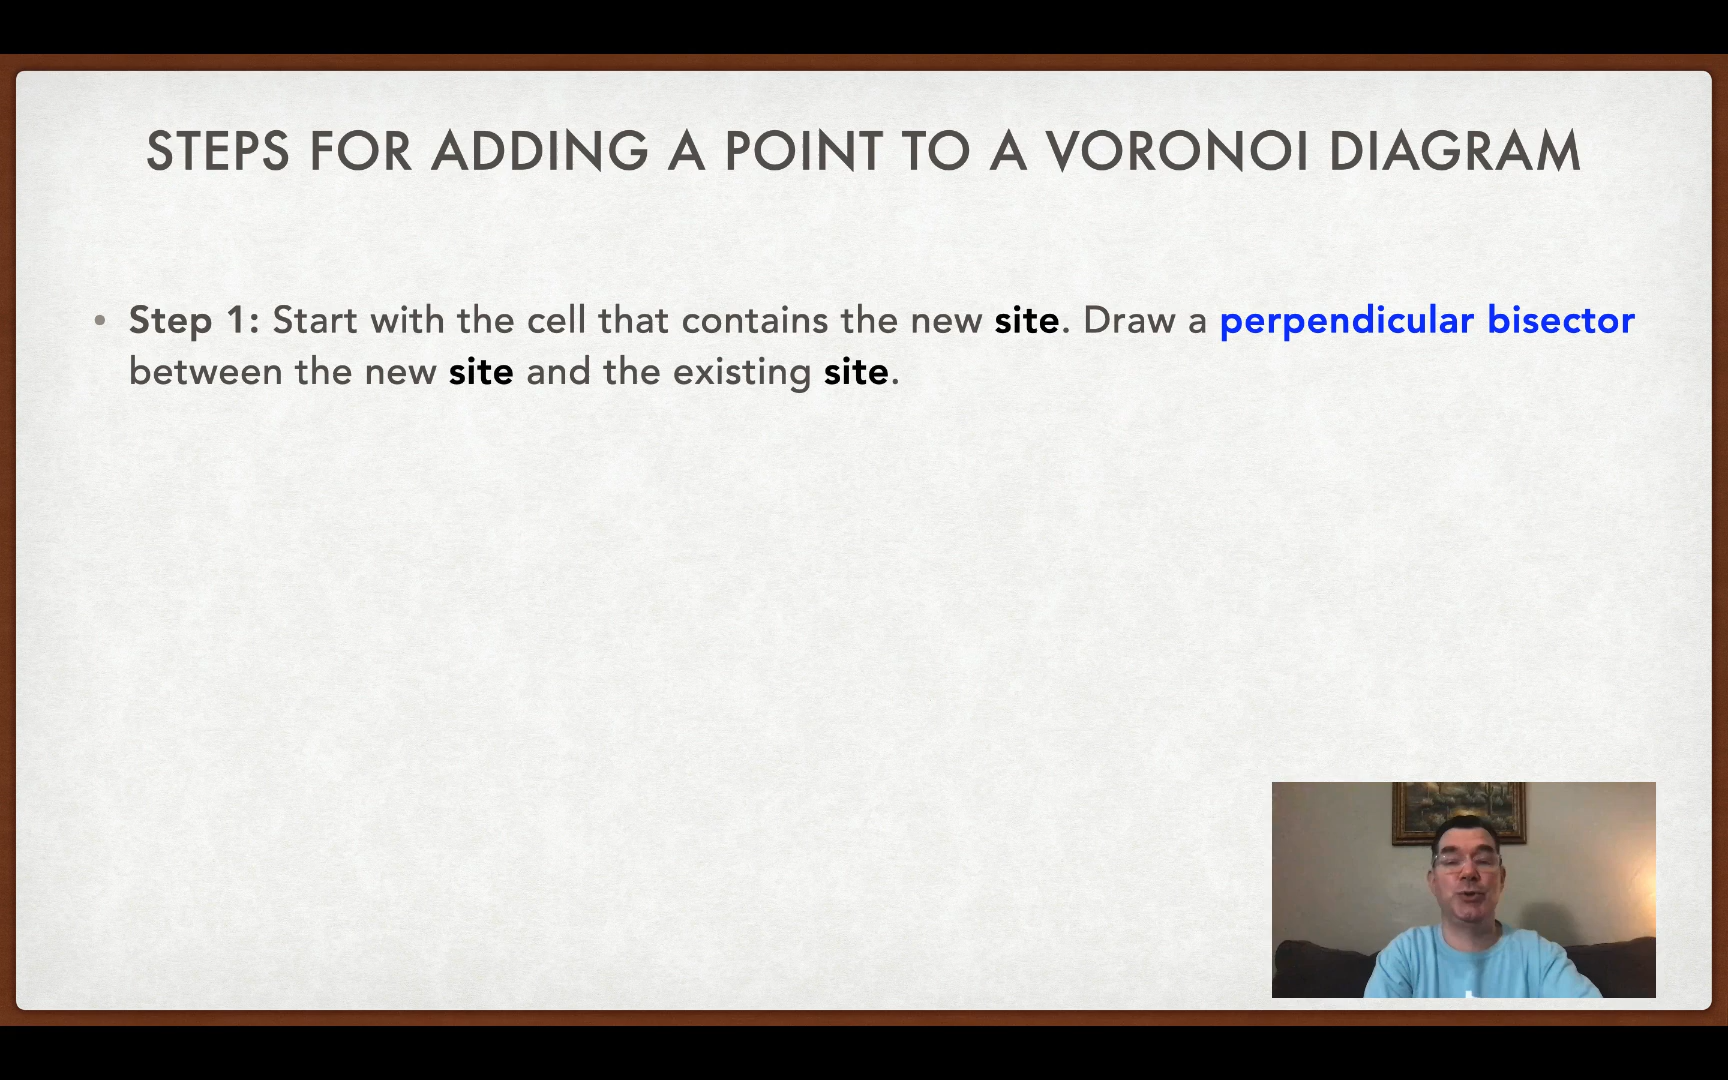 STEPS FOR ADDING A POINT TO A VORONOI DIAGRAM
• Step 1: Start with the cell that contains the new site. Draw a perpendicular bisector
between the new site and the existing site.